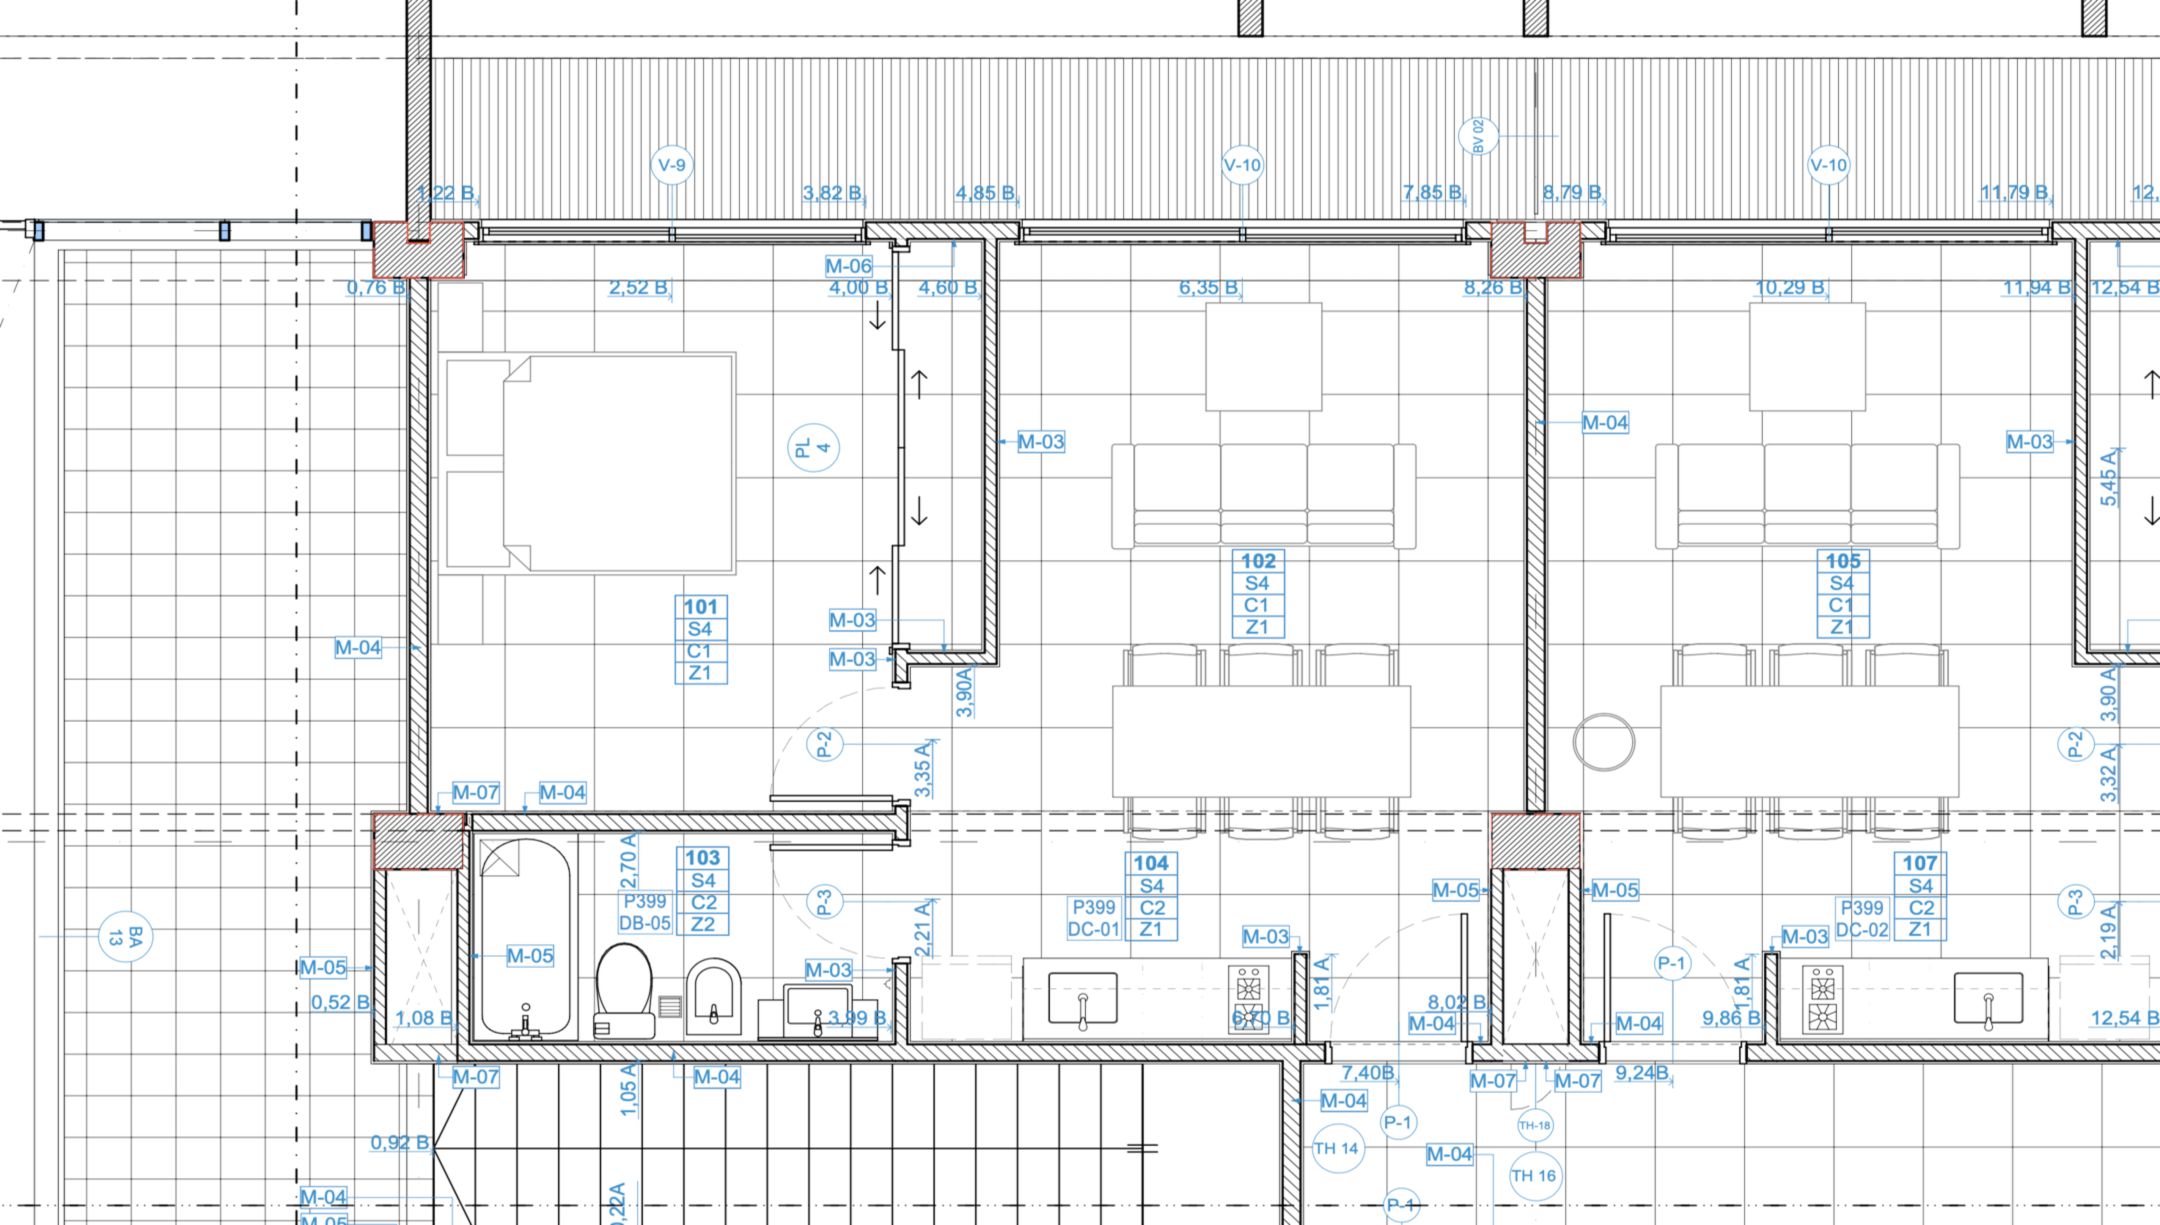 BV 02
V-9
V-10
V-10
1,22 B
3,82 B
4,85 B
7,85 B
8,79 B
11,79 B
12,
M-06
0,76 B
2,52 B
4,00 B
4,60 B
6,35 B
8,26 B
10,29 B
11,94 B
12,54 B
PL
4
M-03
M-04
M-03
5,45 A
102
S4
C1
Z1
105
S4
C1
Z1
101
S4
C1
Z1
M-03
M-04
M-03
3,90A
3,90 A
P-2
3,35 A
P-2
3,32 A
M-07
M-04
2,70 A
103
S4
C2
Z2
P399
DB-05
104
S4
C2
Z1
P399
DC-01
M-05
M-05
107
S4
C2
Z1
P399
DC-02
P-3
2,21 A
P-3
2,19 A
BA
13
M-05
M-05
M-03
M-03
1,81 A
P-1
1,81 A
M-03
0,52 B
1,08 B
3,99 B
6,70 B
8,02 B
M-04
M-04
9,86 B
12,54 B
M-07
1,05 A
M-04
7,40B
M-07
M-07
9,24B
M-04
P-1
TH-18
TH 14
0,92 B
M-04
TH 16
M-04
0,22A
P-1
M-05